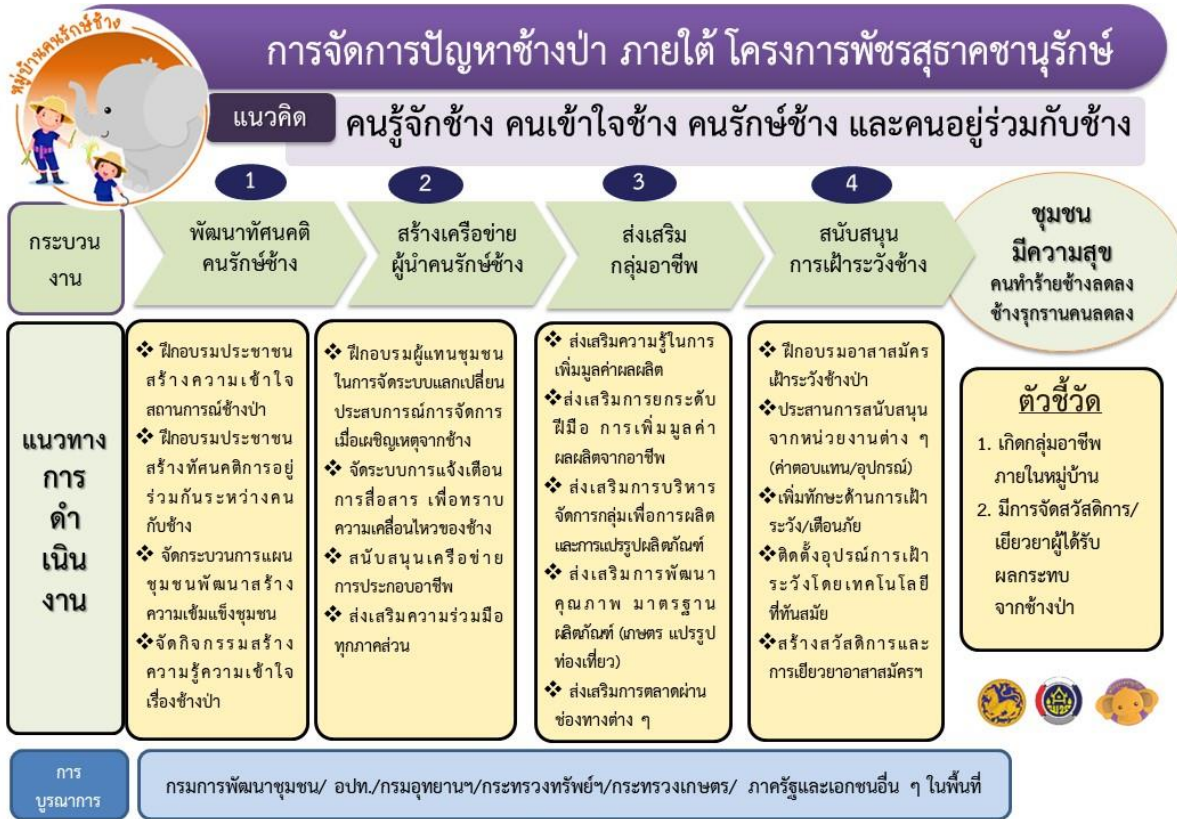 หมู่บ้านคนรักษ์ช้าง
การจัดการปัญหาช้างป่า ภายใต้ โครงการพัชรสุธาคชานุรักษ์
แนวคิด
คนรู้จักช้าง คนเข้าใจช้าง คนรักษ์ช้าง และคนอยู่ร่วมกับช้าง
กระบวน
งาน
1
พัฒนาทัศนคติ
คนรักษ์ช้าง
2
สร้างเครือข่าย
ผู้นำคนรักษ์ช้าง
3
ส่งเสริม
กลุ่มอาชีพ
4
สนับสนุน
การเฝ้าระวังช้าง
ชุมชน
มีความสุข
คนทำร้ายช้างลดลง
ช้างรุกรานคนลดลง
แนวทาง
การ
ดำ
เนิน
งาน
❖ ฝึกอบรมประชาชน
สร้างความเข้าใจ
สถานการณ์ช้างป่า
❖ ฝึกอบรมประชาชน
สร้างทัศนคติการอยู่
ร่วมกันระหว่างคน
กับช้าง
❖ จัดกระบวนการแผน
ชุมชนพัฒนาสร้าง
ความเข้มแข็งชุมชน
❖จัดกิจกรรมสร้าง
ความรู้ความเข้าใจ
เรื่องช้างป่า
❖ ฝึกอบรมผู้แทนชุมชน
ในการจัดระบบแลกเปลี่ยน
ประสบการณ์การจัดการ
เมื่อเผชิญเหตุจากช้าง
❖ จัดระบบการแจ้งเตือน
การสื่อสาร เพื่อทราบ
ความเคลื่อนไหวของช้าง
❖ สนับสนุนเครือข่าย
การประกอบอาชีพ
❖ ส่งเสริมความร่วมมือ
ทุกภาคส่วน
❖ ส่งเสริมความรู้ในการ
เพิ่มมูลค่าผลผลิต
❖ส่งเสริมการยกระดับ
ฝีมือ การเพิ่มมูลค่า
ผลผลิตจากอาชีพ
❖ ส่งเสริมการบริหาร
จัดการกลุ่มเพื่อการผลิต
และการแปรรูปผลิตภัณฑ์
❖ ส่งเสริมการพัฒนา
คุณภาพ มาตรฐาน
ผลิตภัณฑ์ (เกษตร แปรรูป
ท่องเที่ยว)
❖ ส่งเสริมการตลาดผ่าน
ช่องทางต่าง ๆ
❖ ฝึกอบรมอาสาสมัคร
เฝ้าระวังช้างป่า
❖ประสานการสนับสนุน
จากหน่วยงานต่าง ๆ
(ค่าตอบแทน/อุปกรณ์)
❖เพิ่มทักษะด้านการเฝ้า
ระวัง/เตือนภัย
❖ติดตั้งอุปกรณ์การเฝ้า
ระวังโดยเทคโนโลยี
ที่ทันสมัย
❖สร้างสวัสดิการและ
การเยียวยาอาสาสมัครฯ
ตัวชี้วัด
1. เกิดกลุ่มอาชีพ
ภายในหมู่บ้าน
2. มีการจัดสวัสดิการ/
เยียวยาผู้ได้รับ
ผลกระทบ
จากช้างป่า
การ
บูรณาการ
กรมการพัฒนาชุมชน/ อปท./กรมอุทยานฯ/กระทรวงทรัพย์ฯ/กระทรวงเกษตร/ ภาครัฐและเอกชนอื่น ๆ ในพื้นที่